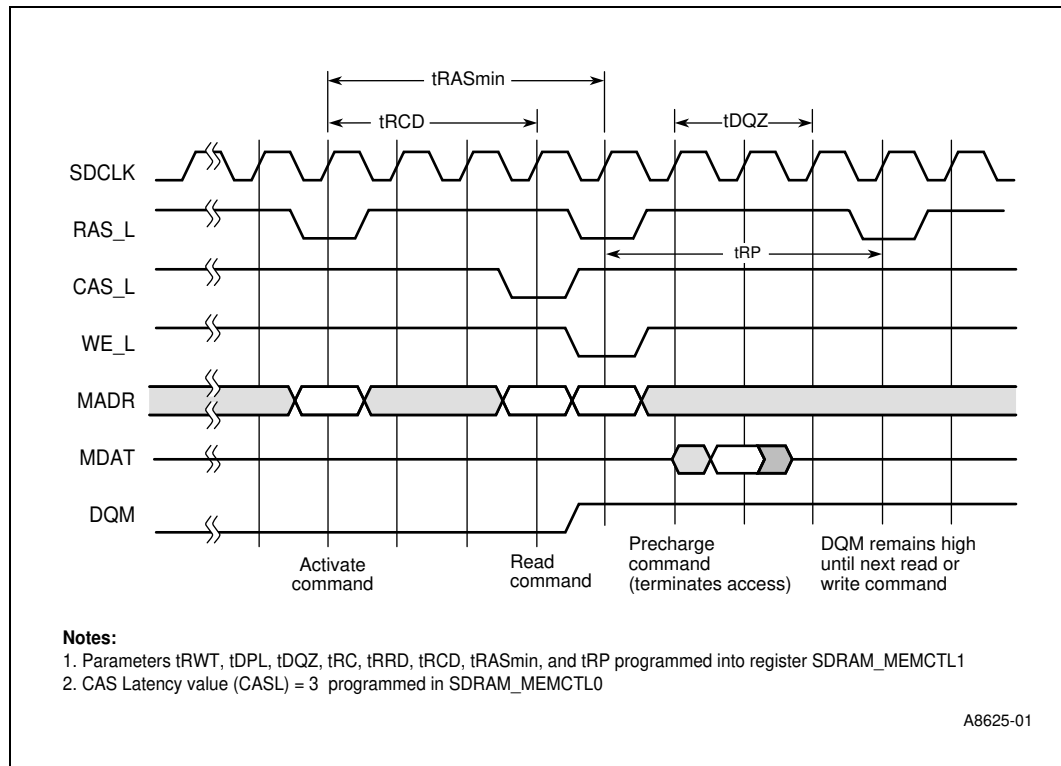 tRASmin
tRCD
tDQZ
SDCLK
RAS_L
tRP
CAS_L
WE_L
MADR
MDAT
DQM
Activate
command
Read
command
Precharge
command
(terminates access)
DQM remains high
until next read or
write command
Notes:
1. Parameters tRWT, tDPL, tDQZ, tRC, tRRD, tRCD, tRASmin, and tRP programmed into register SDRAM_MEMCTL1
2. CAS Latency value (CASL) = 3 programmed in SDRAM_MEMCTL0
A8625-01